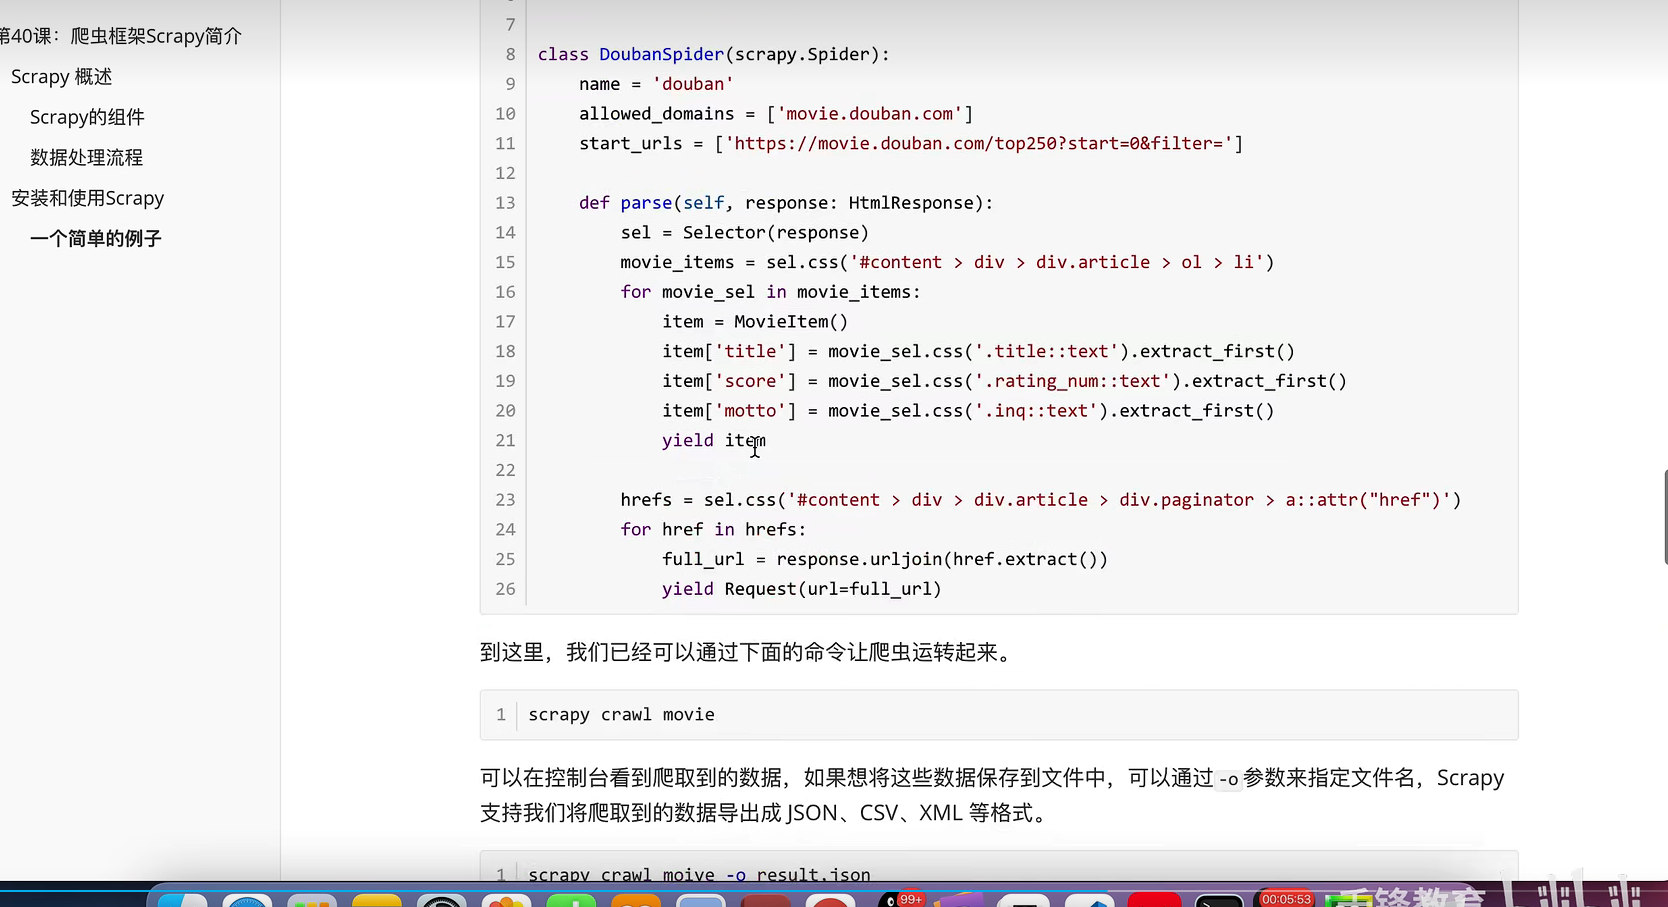 第40课：爬虫框架Scrapy简介
Scrapy 概述
Scrapy的组件
数据处理流程
安装和使用Scrapy
一个简单的例子
7
8 class DoubanSpider(scrapy.Spider):
9 name = 'douban'
10 allowed_domains = ['movie.douban.com']
11 start_urls = ['https://movie.douban.com/top250?start=0&filter=']
12
13 def parse(self, response: HtmlResponse):
14 sel = Selector(response)
15 movie_items = sel.css('#content > div > div.article > ol > li')
16 for movie_sel in movie_items:
17 item = MovieItem()
18 item['title'] = movie_sel.css('.title::text').extract_first()
19 item['score'] = movie_sel.css('.rating_num::text').extract_first()
20 item['motto'] = movie_sel.css('.inq::text').extract_first()
21 yield item
22
23 hrefs = sel.css('#content > div > div.article > div.paginator > a::attr("href")')
24 for href in hrefs:
25 full_url = response.urljoin(href.extract())
26 yield Request(url=full_url)
到这里，我们已经可以通过下面的命令让爬虫运转起来。
1 scrapy crawl movie
可以在控制台看到爬取到的数据，如果想将这些数据保存到文件中，可以通过-o参数来指定文件名，Scrapy
支持我们将爬取到的数据导出成 JSON、CSV、XML 等格式。
1 scrapy crawl moive -o result.json
99+
00:05:53
千锋教育
bilibili